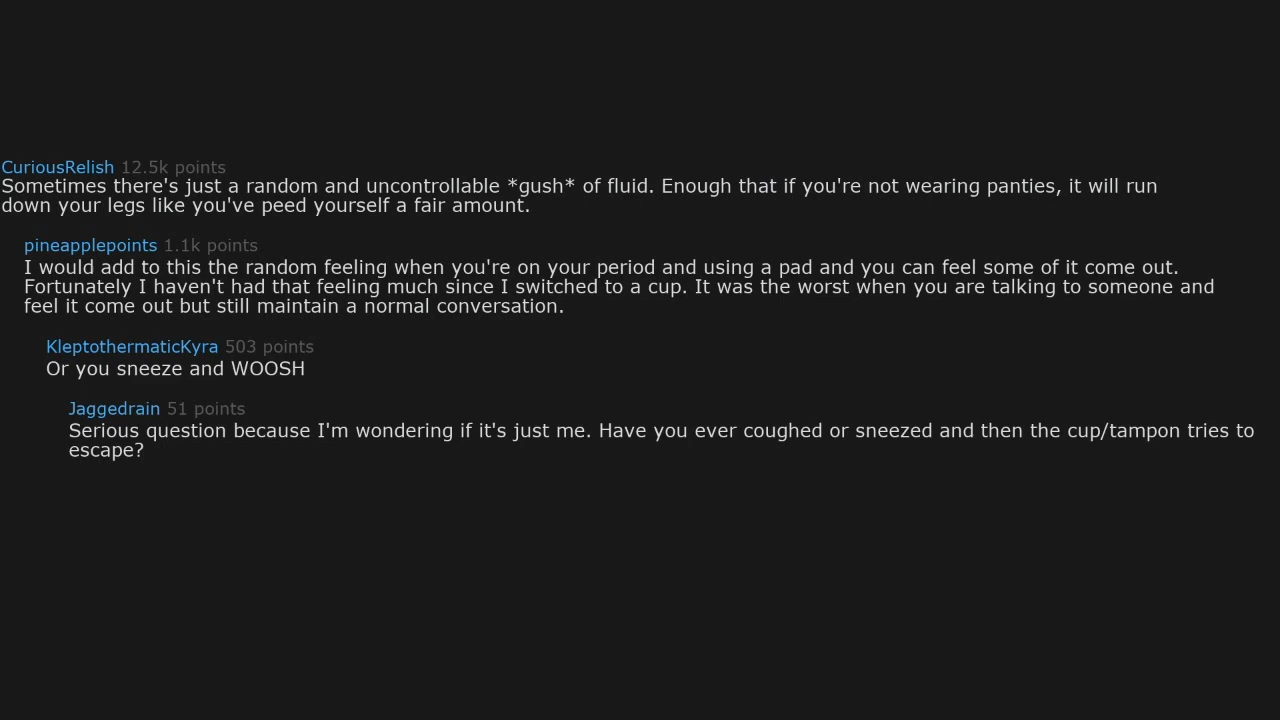 CuriousRelish 12.5k points
Sometimes there's just a random and uncontrollable *gush* of fluid. Enough that if you're not wearing panties, it will run
down your legs like you've peed yourself a fair amount.
pineapplepoints 1.1k points
I would add to this the random feeling when you're on your period and using a pad and you can feel some of it come out.
Fortunately I haven't had that feeling much since I switched to a cup. It was the worst when you are talking to someone and
feel it come out but still maintain a normal conversation.
KleptothermaticKyra 503 points
Or you sneeze and WOOSH
Jaggedrain 51 points
Serious question because I'm wondering if it's just me. Have you ever coughed or sneezed and then the cup/tampon tries to
escape?